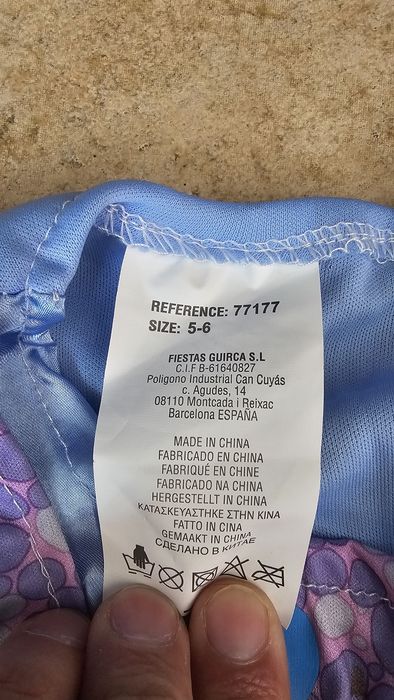 REFERENCE: 77177
SIZE: 5-6
FIESTAS GUIRCA S.L
C.I.F B-61640827
Poligono Industrial Can Cuyás
c. Agudes, 14
08110 Montcada i Reixac
Barcelona ESPAÑA
MADE IN CHINA
FABRICADO EN CHINA
FABRIQUÉ EN CHINE
FABRICADO NA CHINA
HERGESTELLT IN CHINA
ΚΑΤΑΣΚΕΥΑΣΤΗΚΕ ΣΤΗΝ ΚΙΝΑ
FATTO IN CINA
GEMAAKT IN CHINA
СДЕЛАНО В КИТАЕ